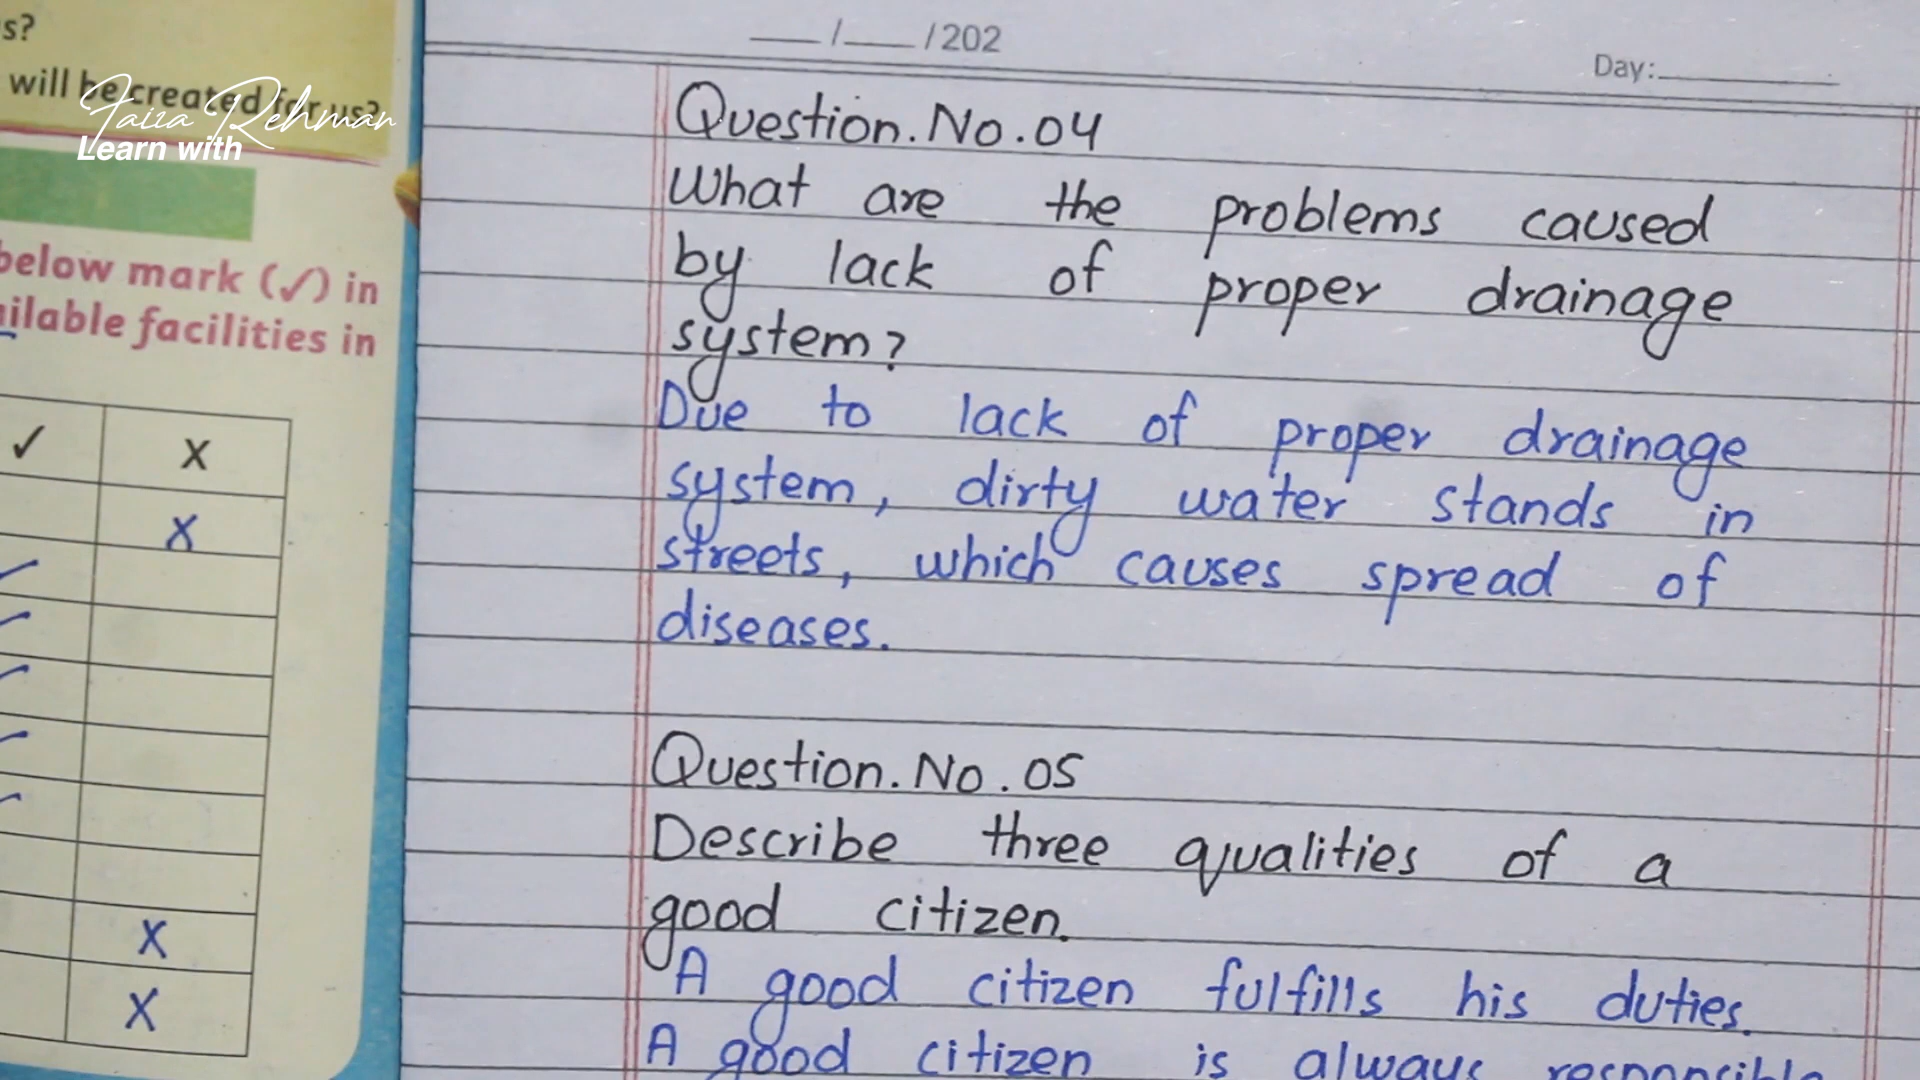 s?
will be created for us?
Faiza Rehman
Learn with
below mark (✓) in
facilities in
✓ x
x
x
x
__/__/202
Day:
Question.No.04
What are the problems caused
by lack of proper drainage
system?
Due to lack of proper drainage
system, dirty water stands in
streets, which causes spread of
diseases.
Question.No.05
Describe three qualities of a
good citizen.
A good citizen fulfills his duties.
A good citizen is always responsible